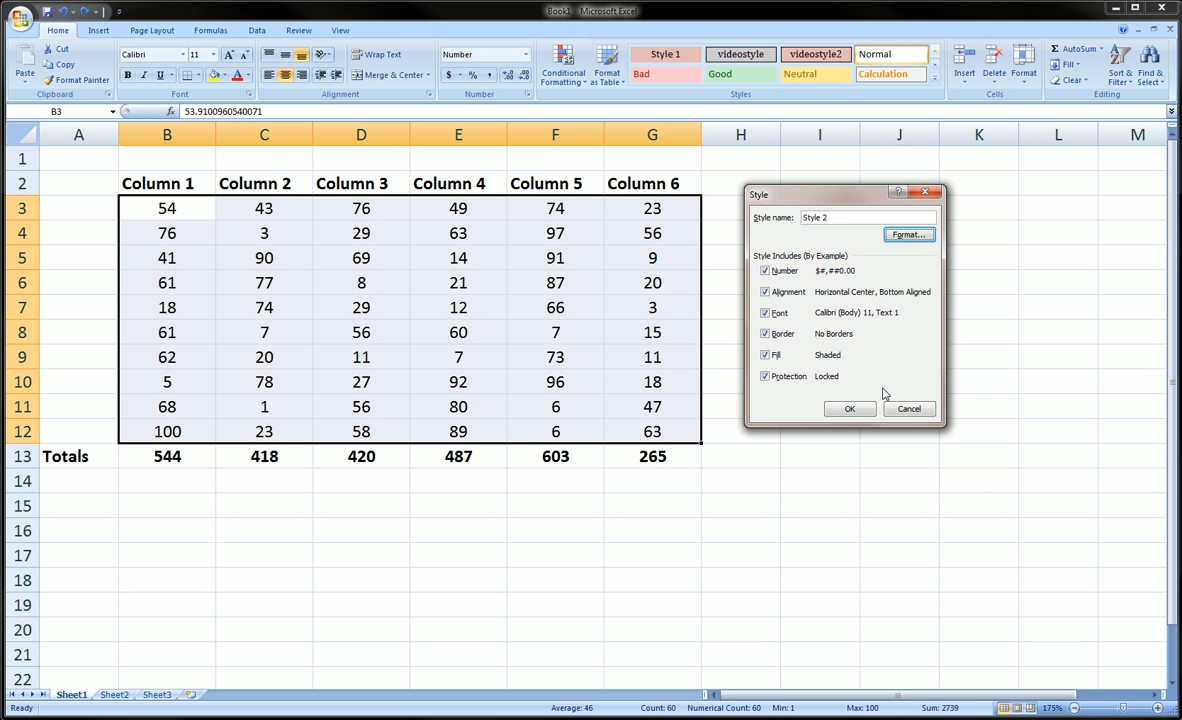 Book1 - Microsoft Excel
Home Insert Page Layout Formulas Data Review View
Cut Calibri 11 Wrap Text Number Style 1 videostyle videostyle2 Normal AutoSum
Copy Fill
Paste Format Painter B I U Merge & Center $ % , Conditional Formatting Format as Table Bad Good Neutral Calculation Insert Delete Format Clear Sort & Filter Find & Select
Clipboard Font Alignment Number Styles Cells Editing
B3 fx 53.9100960540071
A B C D E F G H I J K L M
1
2 Column 1 Column 2 Column 3 Column 4 Column 5 Column 6
3 54 43 76 49 74 23
4 76 3 29 63 97 56
5 41 90 69 14 91 9
6 61 77 8 21 87 20
7 18 74 29 12 66 3
8 61 7 56 60 7 15
9 62 20 11 7 73 11
10 5 78 27 92 96 18
11 68 1 56 80 6 47
12 100 23 58 89 6 63
13 Totals 544 418 420 487 603 265
14
15
16
17
18
19
20
21
22
Style
Style name: Style 2
Format...
Style Includes (By Example)
Number $#,##0.00
Alignment Horizontal Center, Bottom Aligned
Font Calibri (Body) 11, Text 1
Border No Borders
Fill Shaded
Protection Locked
OK Cancel
Sheet1 Sheet2 Sheet3
Ready Average: 46 Count: 60 Numerical Count: 60 Min: 1 Max: 100 Sum: 2739 175%